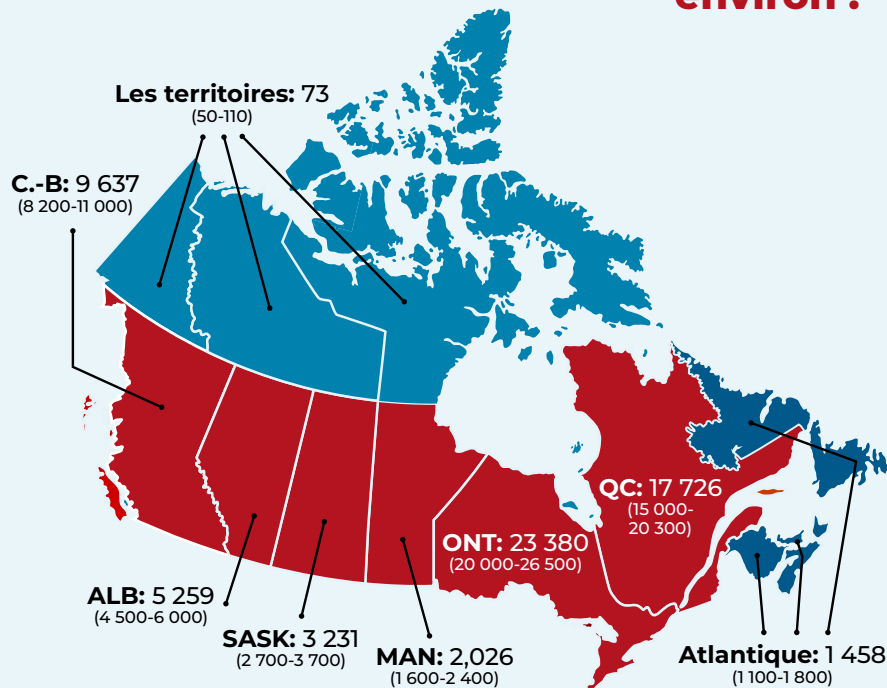 environ :
Les territoires: 73
(50-110)
C.-B: 9 637
(8 200-11 000)
QC: 17 726
(15 000-
20 300)
ONT: 23 380
(20 000-26 500)
ALB: 5 259
(4 500-6 000)
SASK: 3 231
(2 700-3 700)
MAN: 2,026
(1 600-2 400)
Atlantique: 1 458
(1 100-1 800)